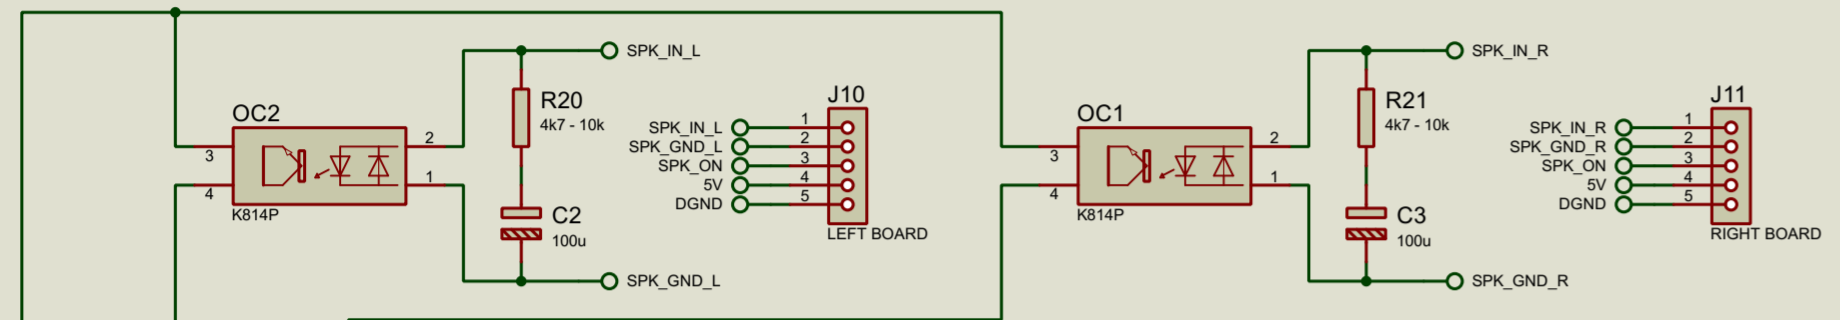 SPK_IN_L
SPK_IN_R
OC2
R20
4k7 - 10k
J10
OC1
R21
4k7 - 10k
J11
3
4
2
1
K814P
C2
100u
SPK_GND_L
SPK_IN_L 1
SPK_GND_L 2
SPK_ON 3
5V 4
DGND 5
LEFT BOARD
3
4
2
1
K814P
C3
100u
SPK_GND_R
SPK_IN_R 1
SPK_GND_R 2
SPK_ON 3
5V 4
DGND 5
RIGHT BOARD